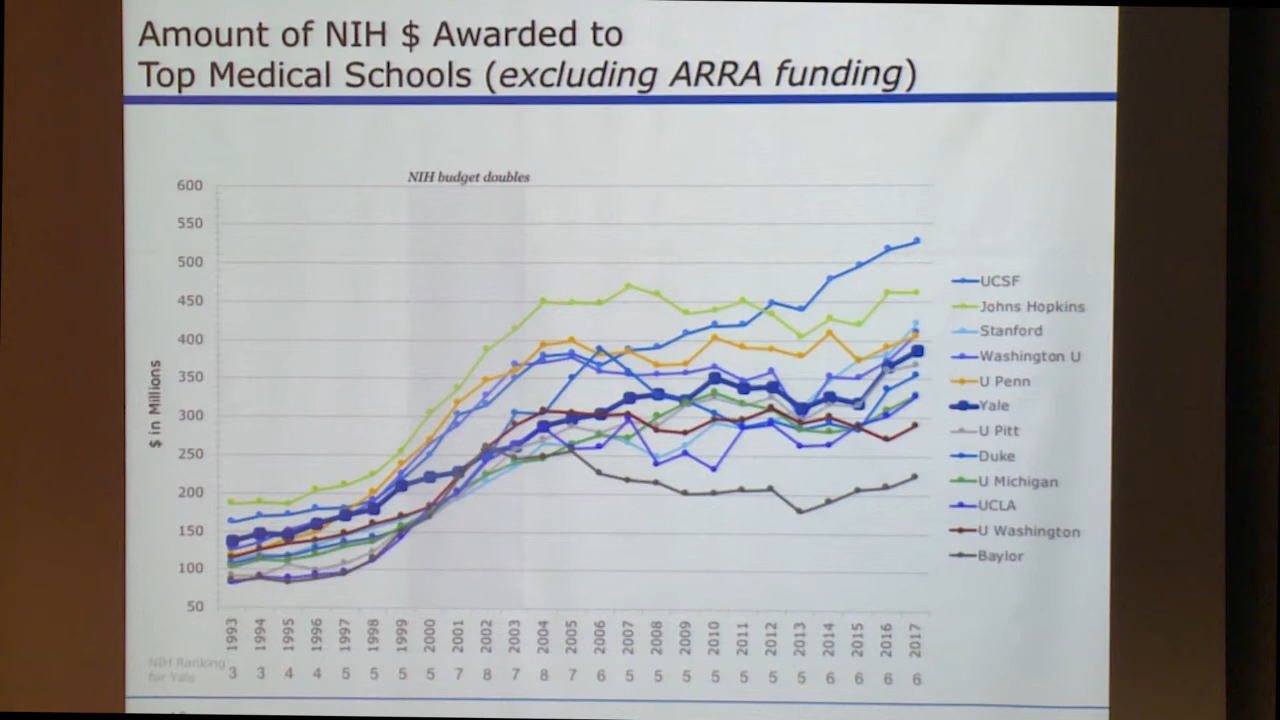 Amount of NIH $ Awarded to
Top Medical Schools (excluding ARRA funding)
NIH budget doubles
600
550
500
450
400
350
300
250
200
150
100
50
$ in Millions
UCSF
Johns Hopkins
Stanford
Washington U
U Penn
Yale
U Pitt
Duke
U Michigan
UCLA
U Washington
Baylor
1993 1994 1995 1996 1997 1998 1999 2000 2001 2002 2003 2004 2005 2006 2007 2008 2009 2010 2011 2012 2013 2014 2015 2016 2017
NIH Ranking
for Yale
3 3 4 4 5 5 5 5 7 8 7 8 7 6 5 5 5 5 5 5 5 6 6 6 6